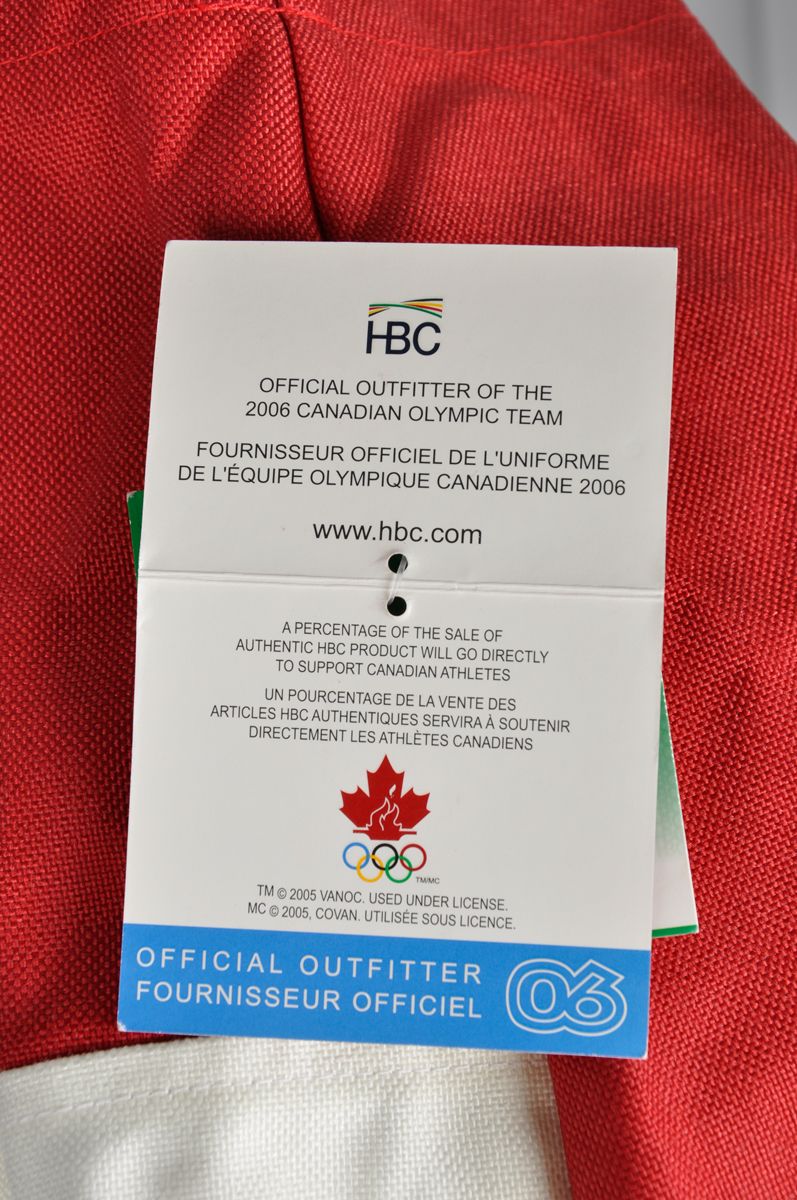 HBC
OFFICIAL OUTFITTER OF THE
2006 CANADIAN OLYMPIC TEAM
FOURNISSEUR OFFICIEL DE L'UNIFORME
DE L'ÉQUIPE OLYMPIQUE CANADIENNE 2006
www.hbc.com
A PERCENTAGE OF THE SALE OF
AUTHENTIC HBC PRODUCT WILL GO DIRECTLY
TO SUPPORT CANADIAN ATHLETES
UN POURCENTAGE DE LA VENTE DES
ARTICLES HBC AUTHENTIQUES SERVIRA À SOUTENIR
DIRECTEMENT LES ATHLÈTES CANADIENS
TM/MC
TM © 2005 VANOC. USED UNDER LICENSE.
MC © 2005, COVAN. UTILISÉE SOUS LICENCE.
OFFICIAL OUTFITTER
FOURNISSEUR OFFICIEL
06